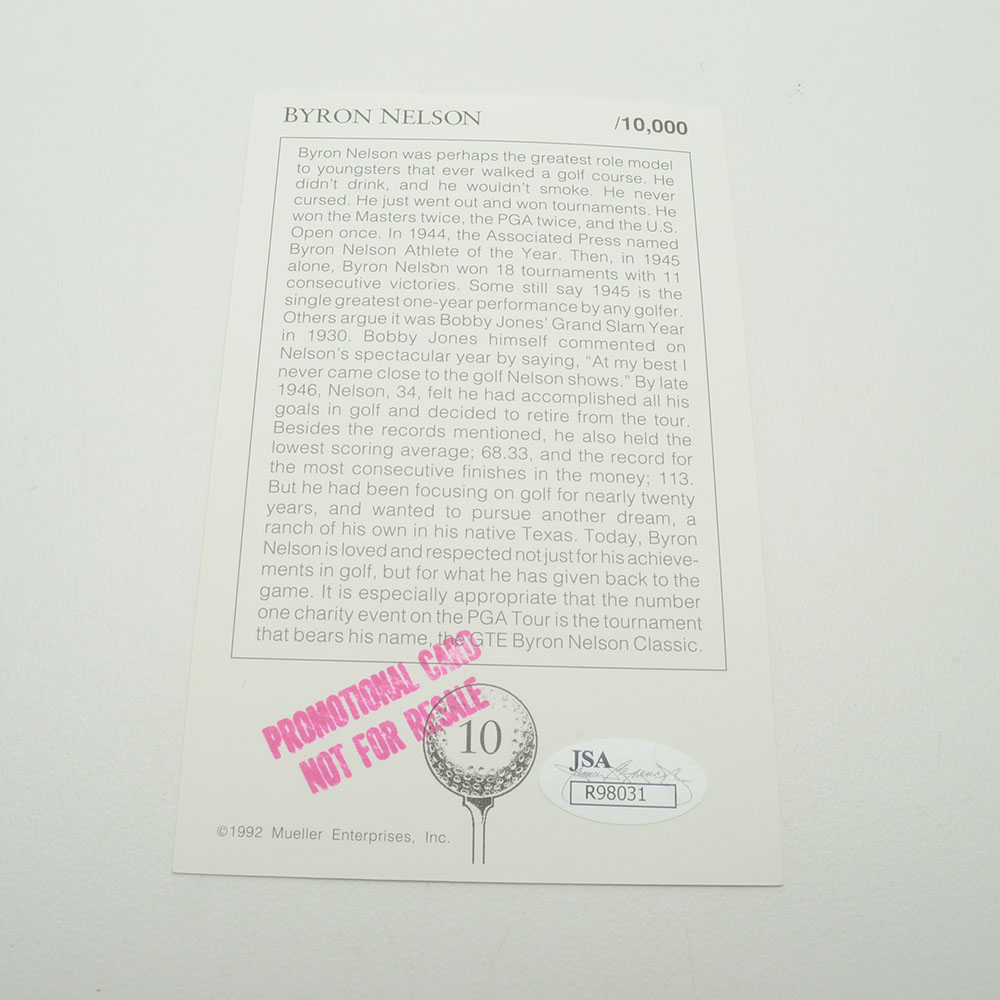 BYRON NELSON
/10,000
Byron Nelson was perhaps the greatest role model
to youngsters that ever walked a golf course. He
didn't drink, and he wouldn't smoke. He never
cursed. He just went out and won tournaments. He
won the Masters twice, the PGA twice, and the U.S.
Open once. In 1944, the Associated Press named
Byron Nelson Athlete of the Year. Then, in 1945
alone, Byron Nelson won 18 tournaments with 11
consecutive victories. Some still say 1945 is the
single greatest one-year performance by any golfer.
Others argue it was Bobby Jones' Grand Slam Year
in 1930. Bobby Jones himself commented on
Nelson's spectacular year by saying, "At my best I
never came close to the golf Nelson shows." By late
1946, Nelson, 34, felt he had accomplished all his
goals in golf and decided to retire from the tour.
Besides the records mentioned, he also held the
lowest scoring average; 68.33, and the record for
the most consecutive finishes in the money; 113.
But he had been focusing on golf for nearly twenty
years, and wanted to pursue another dream, a
ranch of his own in his native Texas. Today, Byron
Nelson is loved and respected not just for his achieve-
ments in golf, but for what he has given back to the
game. It is especially appropriate that the number
one charity event on the PGA Tour is the tournament
that bears his name, the GTE Byron Nelson Classic.
PROMOTIONAL CARD
NOT FOR RESALE
10
JSA
R98031
©1992 Mueller Enterprises, Inc.